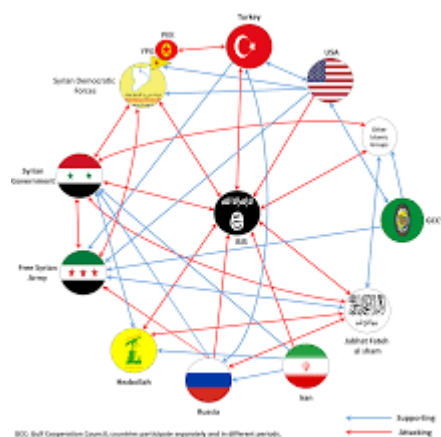 Turkey
PKK
USA
YPG
Syrian Democratic
Forces
Other
Islamic
Groups
Syrian
Government
GCC
ISIS
Free Syrian
Army
Jabhat Fateh
al sham
Hezbollah
Iran
Russia
Supporting
Attacking
GCC: Gulf Cooperation Council, countries participate separately and in different periods.